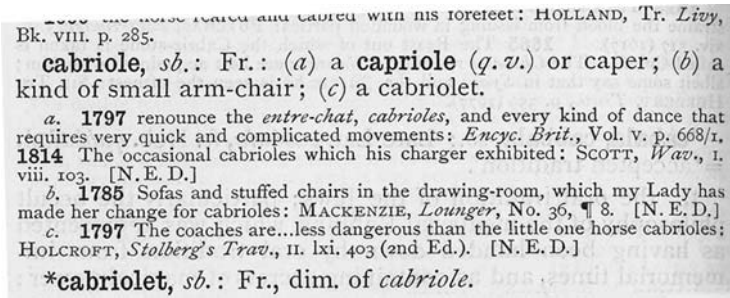 the horse reared and cabred with his forefeet: HOLLAND, Tr. Livy,
Bk. VIII. p. 285.
cabriole, sb.: Fr.: (a) a capriole (q. v.) or caper; (b) a
kind of small arm-chair; (c) a cabriolet.
a. 1797 renounce the entre-chat, cabrioles, and every kind of dance that
requires very quick and complicated movements: Encyc. Brit., Vol. v. p. 668/1.
1814 The occasional cabrioles which his charger exhibited: SCOTT, Wav., I.
viii. 103. [N. E. D.]
b. 1785 Sofas and stuffed chairs in the drawing-room, which my Lady has
made her change for cabrioles: MACKENZIE, Lounger, No. 36, ¶ 8. [N. E. D.]
c. 1797 The coaches are...less dangerous than the little one horse cabrioles:
HOLCROFT, Stolberg's Trav., II. lxi. 403 (2nd Ed.). [N. E. D.]
*cabriolet, sb.: Fr., dim. of cabriole.